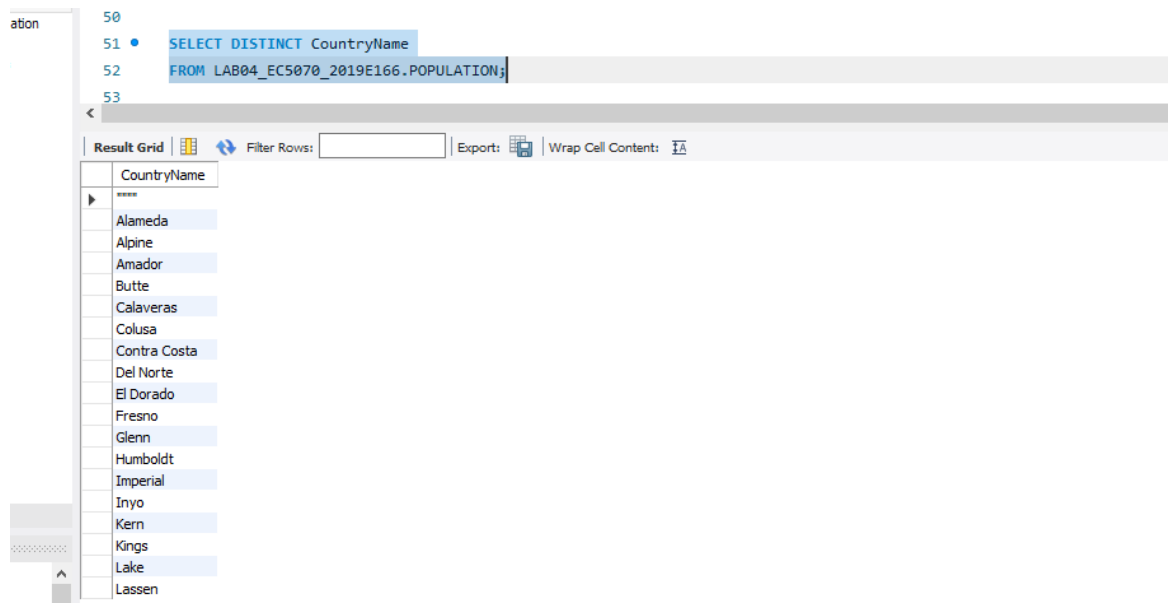 ation
50
51 SELECT DISTINCT CountryName
52 FROM LAB04_EC5070_2019E166.POPULATION;
53
Result Grid Filter Rows: Export: Wrap Cell Content:
CountryName
""""
Alameda
Alpine
Amador
Butte
Calaveras
Colusa
Contra Costa
Del Norte
El Dorado
Fresno
Glenn
Humboldt
Imperial
Inyo
Kern
Kings
Lake
Lassen